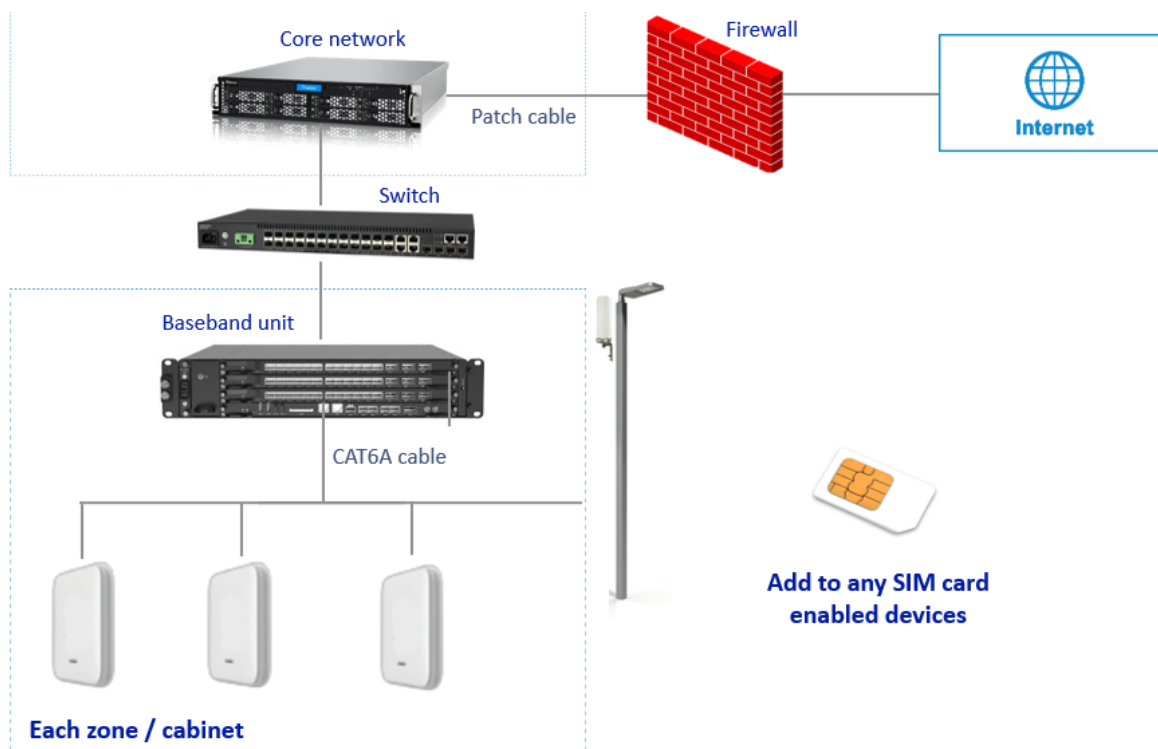 Core network
Firewall
Internet
Patch cable
Switch
Baseband unit
CAT6A cable
Add to any SIM card
enabled devices
Each zone / cabinet